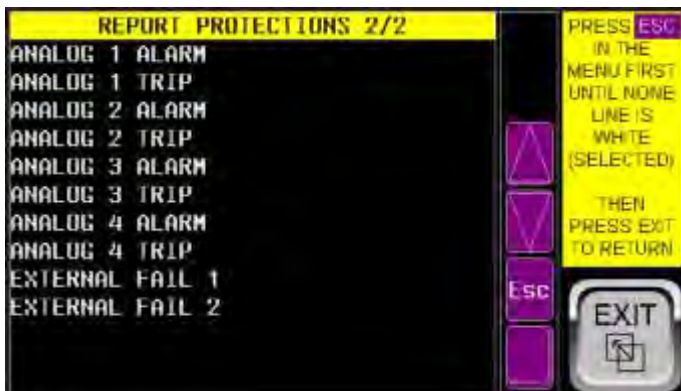 REPORT PROTECTIONS 2/2
ANALOG 1 ALARM
ANALOG 1 TRIP
ANALOG 2 ALARM
ANALOG 2 TRIP
ANALOG 3 ALARM
ANALOG 3 TRIP
ANALOG 4 ALARM
ANALOG 4 TRIP
EXTERNAL FAIL 1
EXTERNAL FAIL 2
Esc
PRESS ESC
IN THE
MENU FIRST
UNTIL NONE
LINE IS
WHITE
(SELECTED)
THEN
PRESS EXIT
TO RETURN
EXIT